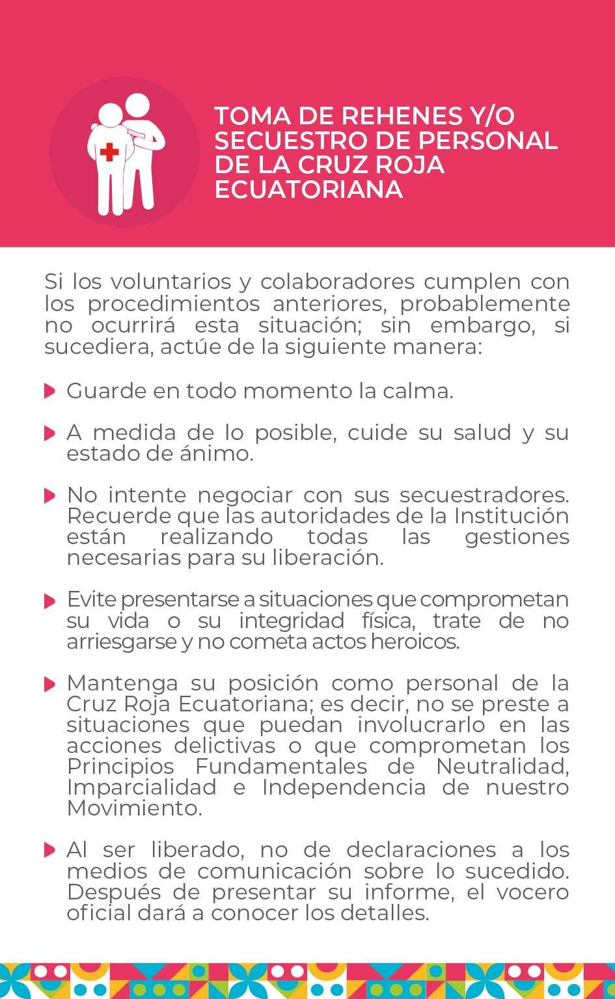 TOMA DE REHENES Y/O
SECUESTRO DE PERSONAL
DE LA CRUZ ROJA
ECUATORIANA
Si los voluntarios y colaboradores cumplen con
los procedimientos anteriores, probablemente
no ocurrirá esta situación; sin embargo, si
sucediera, actúe de la siguiente manera:
Guarde en todo momento la calma.
A medida de lo posible, cuide su salud y su
estado de ánimo.
No intente negociar con sus secuestradores.
Recuerde que las autoridades de la Institución
están realizando todas las gestiones
necesarias para su liberación.
Evite presentarse a situaciones que comprometan
su vida o su integridad física, trate de no
arriesgarse y no cometa actos heroicos.
Mantenga su posición como personal de la
Cruz Roja Ecuatoriana; es decir, no se preste a
situaciones que puedan involucrarlo en las
acciones delictivas o que comprometan los
Principios Fundamentales de Neutralidad,
Imparcialidad e Independencia de nuestro
Movimiento.
Al ser liberado, no de declaraciones a los
medios de comunicación sobre lo sucedido.
Después de presentar su informe, el vocero
oficial dará a conocer los detalles.